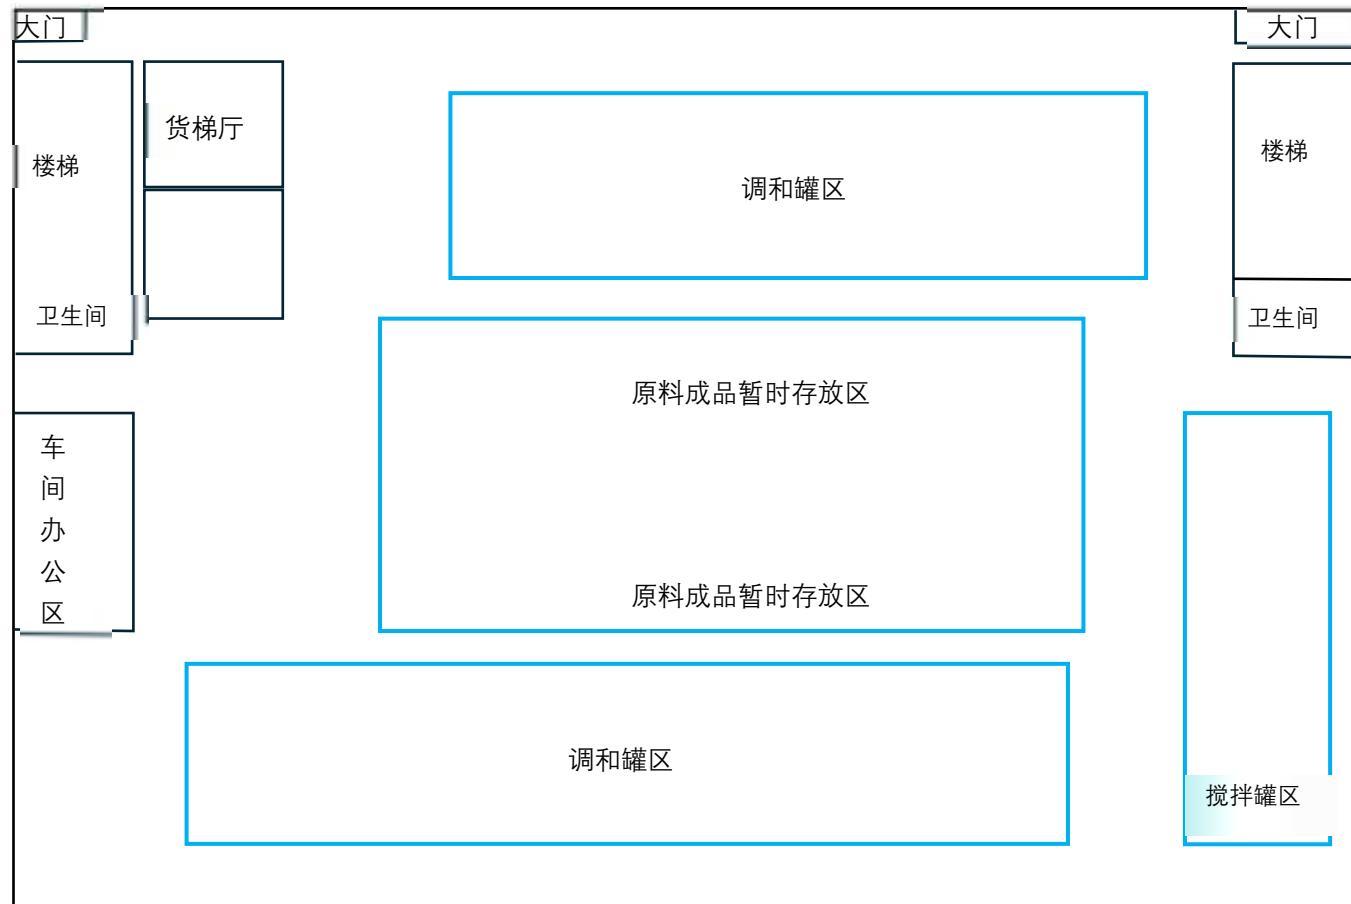 大门
大门
货梯厅
楼梯
楼梯
调和罐区
卫生间
卫生间
原料成品暂时存放区
车
间
办
公
区
原料成品暂时存放区
调和罐区
搅拌罐区